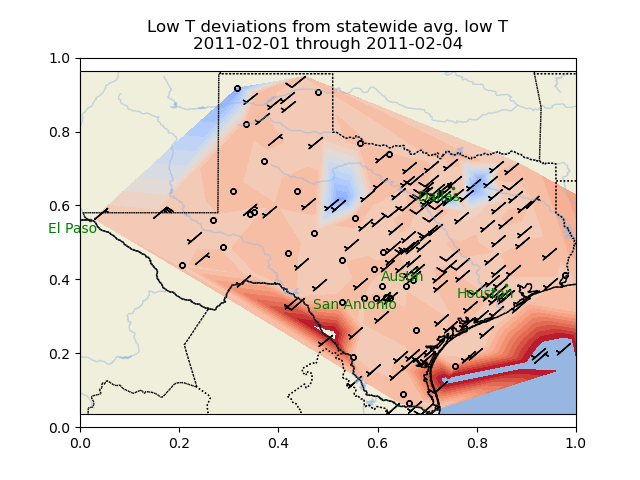 Low T deviations from statewide avg. low T
2011-02-01 through 2011-02-04
1.0
0.8
0.6
0.4
0.2
0.0
Dallas
El Paso
Austin
Houston
San Antonio
0.0
0.2
0.4
0.6
0.8
1.0